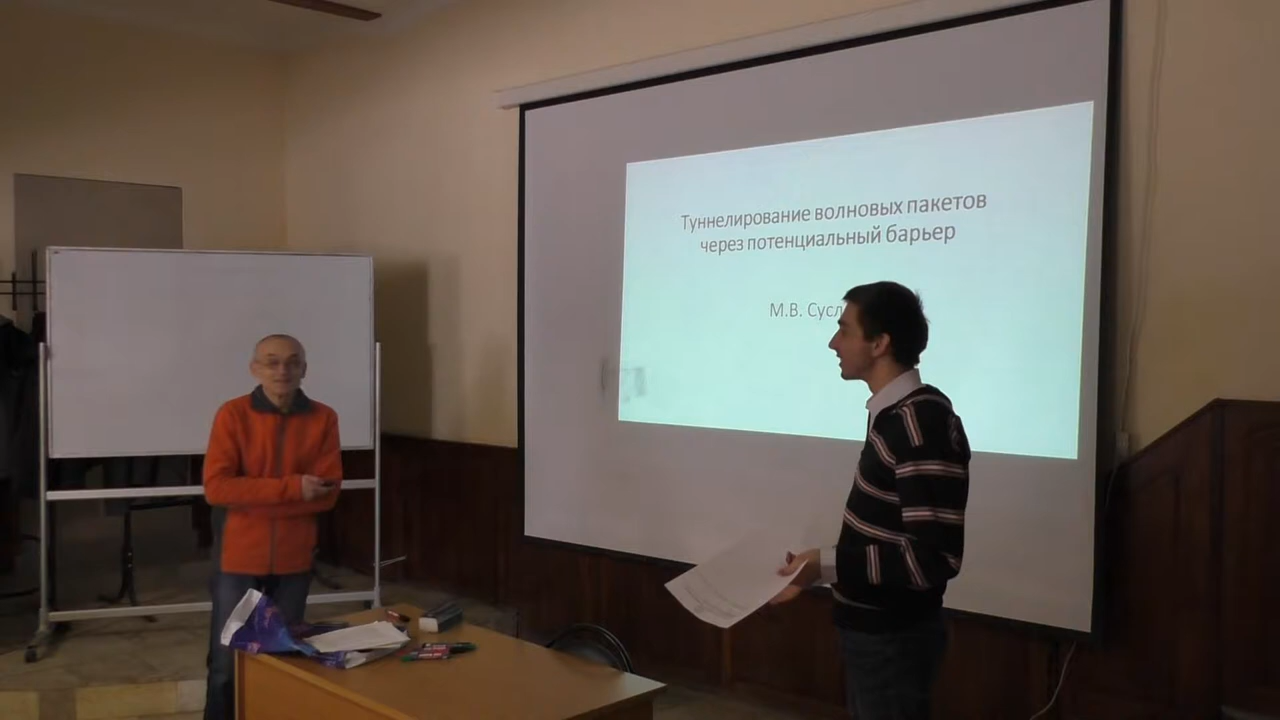 Туннелирование волновых пакетов
через потенциальный барьер
М.В.